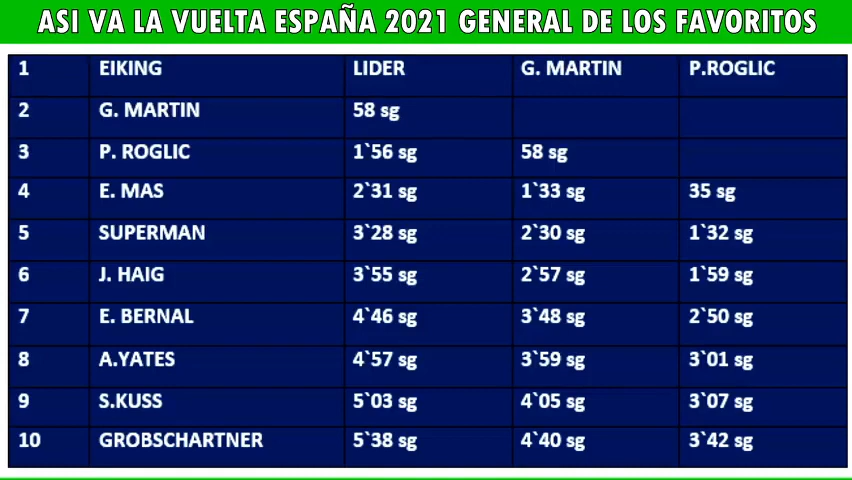 ASI VA LA VUELTA ESPAÑA 2021 GENERAL DE LOS FAVORITOS
1 EIKING LIDER G. MARTIN P.ROGLIC
2 G. MARTIN 58 sg
3 P. ROGLIC 1`56 sg 58 sg
4 E. MAS 2`31 sg 1`33 sg 35 sg
5 SUPERMAN 3`28 sg 2`30 sg 1`32 sg
6 J. HAIG 3`55 sg 2`57 sg 1`59 sg
7 E. BERNAL 4`46 sg 3`48 sg 2`50 sg
8 A.YATES 4`57 sg 3`59 sg 3`01 sg
9 S.KUSS 5`03 sg 4`05 sg 3`07 sg
10 GROBSCHARTNER 5`38 sg 4`40 sg 3`42 sg